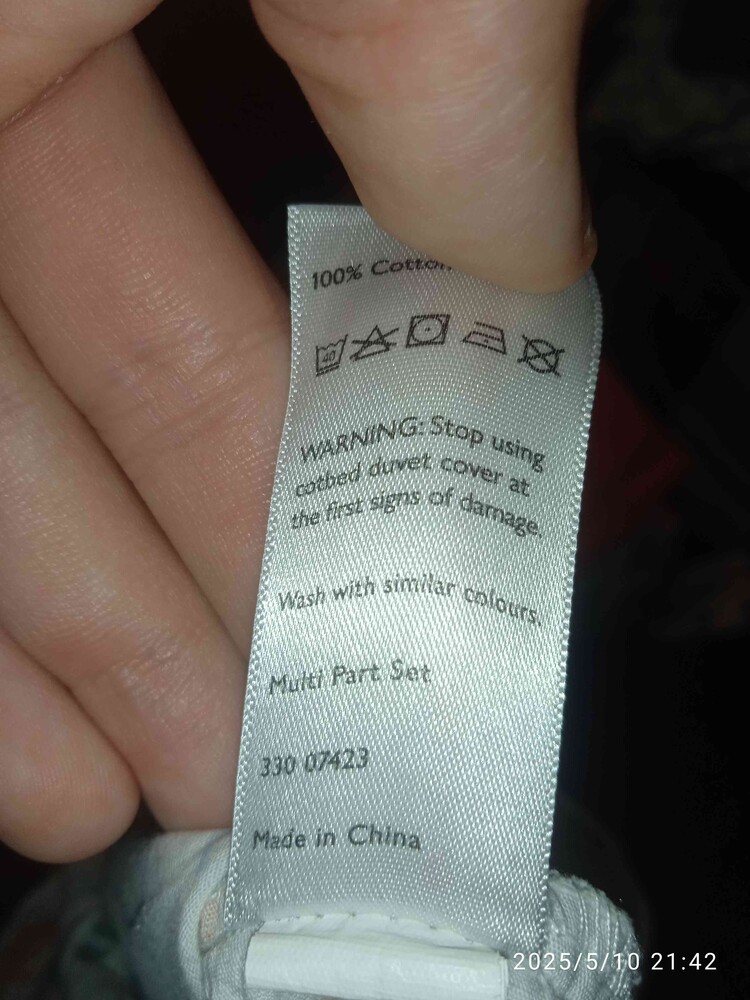 100% Cotton
40
WARNING: Stop using
cotbed duvet cover at
the first signs of damage.
Wash with similar colours.
Multi Part Set
330 07423
Made in China
2025/5/10 21:42